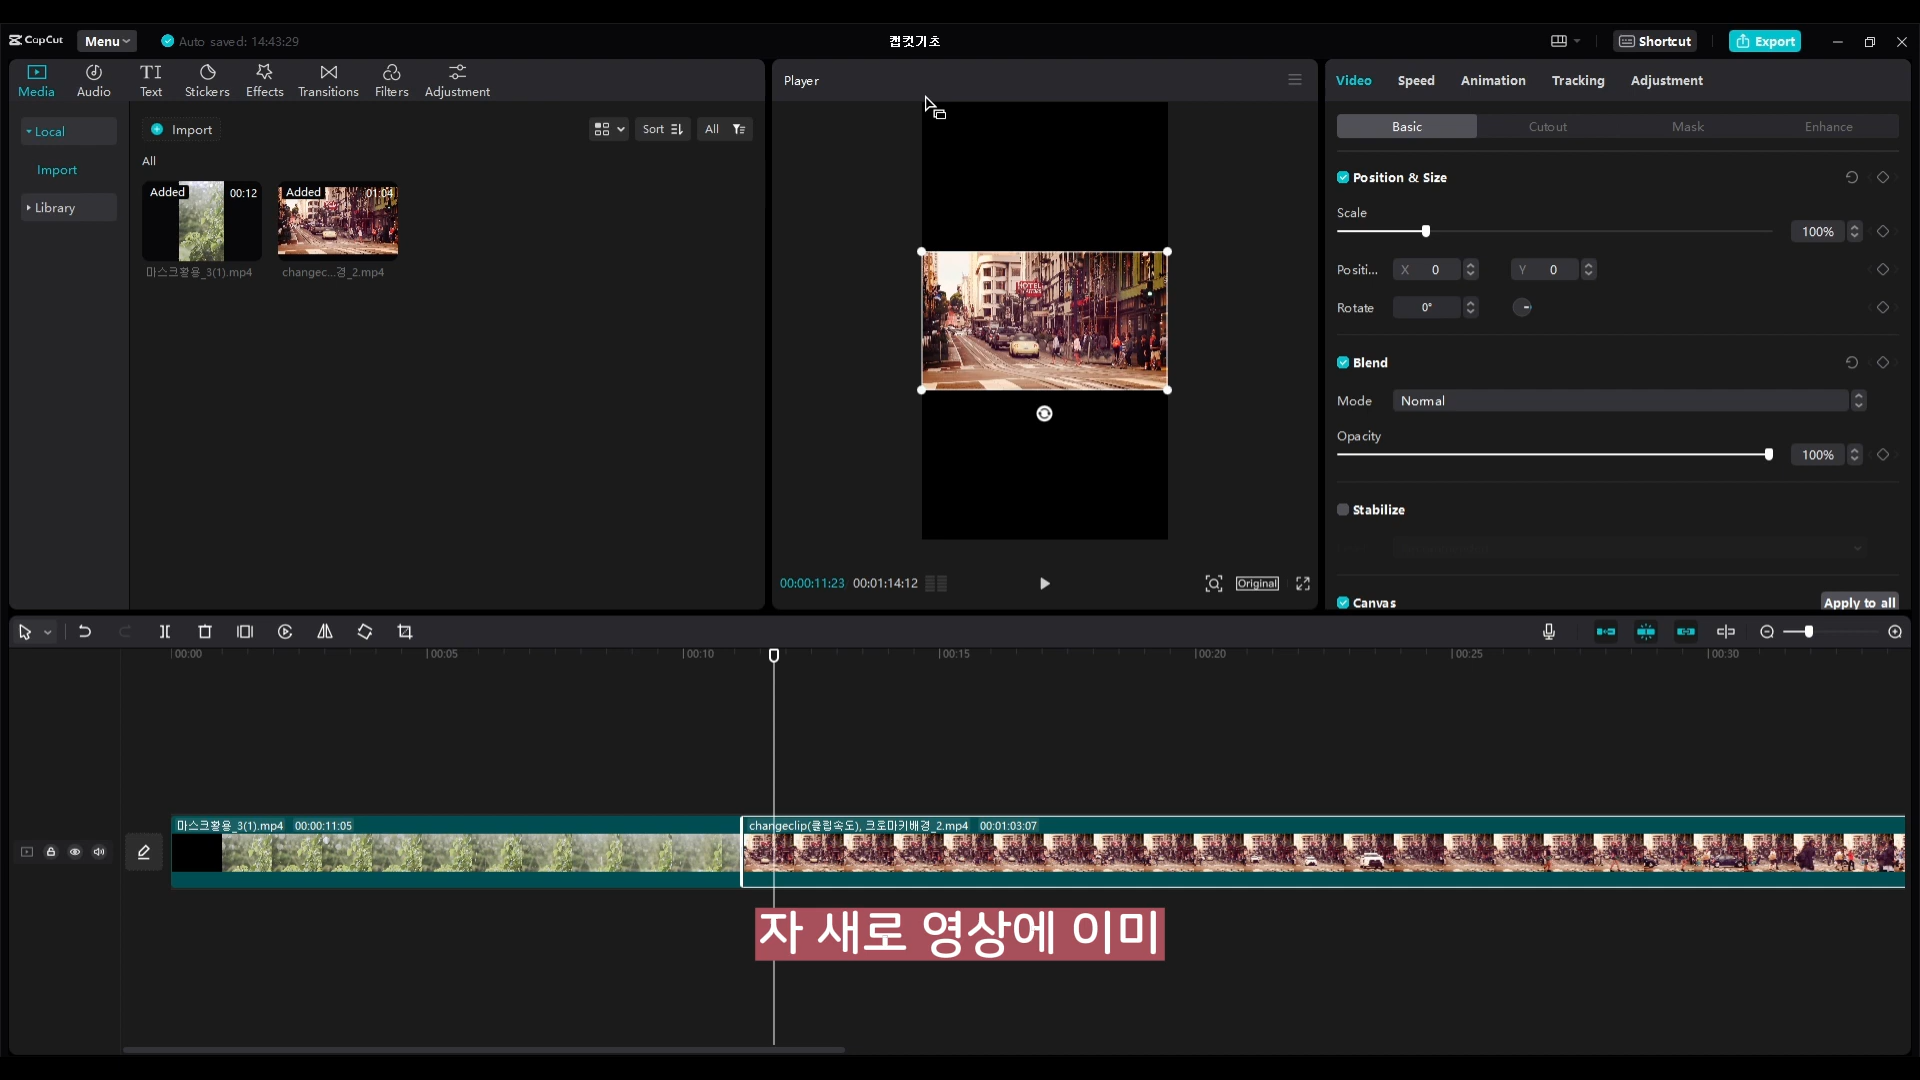 CapCut
Menu
Auto saved: 14:43:29
캡컷기초
Shortcut
Export
Media
Audio
Text
Stickers
Effects
Transitions
Filters
Adjustment
Local
Import
Library
Import
Sort
All
All
Added
00:12
마스크활용_3(1).mp4
Added
01:04
changec...경_2.mp4
Player
HOTEL
00:00:11:23
00:01:14:12
Original
Video
Speed
Animation
Tracking
Adjustment
Basic
Cutout
Mask
Enhance
Position & Size
Scale
100%
Positi...
X 0
Y 0
Rotate
0°
Blend
Mode
Normal
Opacity
100%
Stabilize
Canvas
Apply to all
00:00
00:05
00:10
00:15
00:20
00:25
00:30
마스크활용_3(1).mp4 00:00:11:05
changeclip(클립속도), 크로마키배경_2.mp4 00:01:03:07
자 새로 영상에 이미